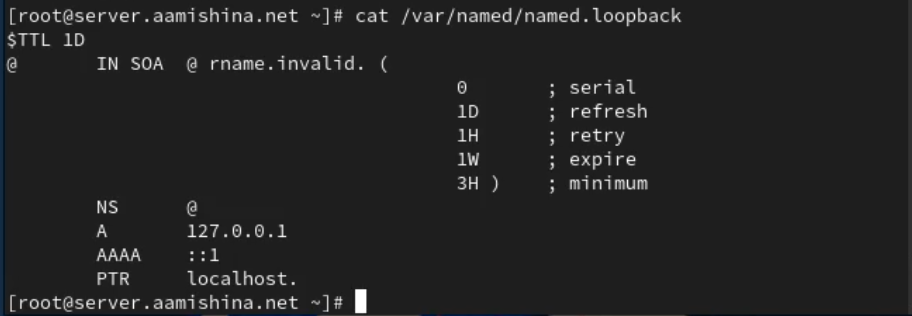 [root@server.aamishina.net ~]# cat /var/named/named.loopback
$TTL 1D
@ IN SOA @ rname.invalid. (
0 ; serial
1D ; refresh
1H ; retry
1W ; expire
3H ) ; minimum
NS @
A 127.0.0.1
AAAA ::1
PTR localhost.
[root@server.aamishina.net ~]#